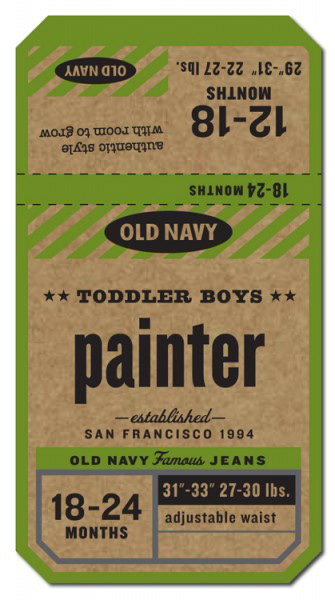 OLD NAVY
29"-31" 22-27 lbs.
12-18
MONTHS
authentic style
with room to grow
18-24 MONTHS
OLD NAVY
★★ TODDLER BOYS ★★
painter
—established—
SAN FRANCISCO 1994
OLD NAVY Famous JEANS
18-24
MONTHS
31"-33" 27-30 lbs.
adjustable waist